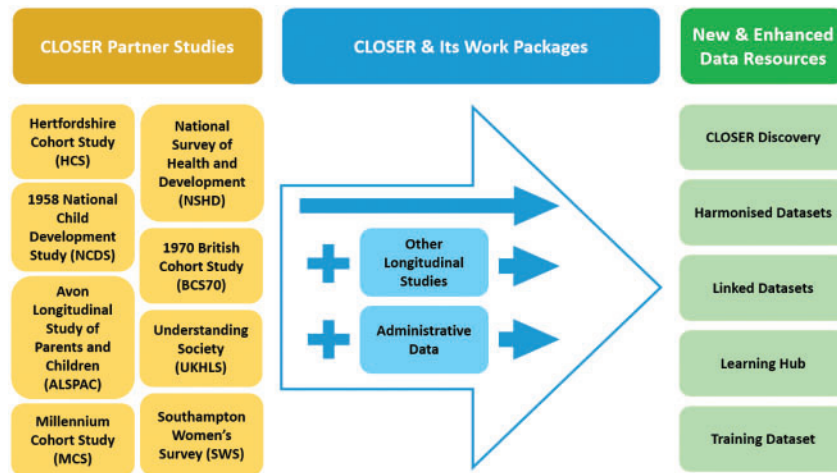 CLOSER Partner Studies
CLOSER & Its Work Packages
New & Enhanced
Data Resources
Hertfordshire
Cohort Study
(HCS)
1958 National
Child
Development
Study (NCDS)
Avon
Longitudinal
Study of
Parents and
Children
(ALSPAC)
Millennium
Cohort Study
(MCS)
National
Survey of
Health and
Development
(NSHD)
1970 British
Cohort Study
(BCS70)
Understanding
Society
(UKHLS)
Southampton
Women's
Survey (SWS)
Other
Longitudinal
Studies
Administrative
Data
CLOSER Discovery
Harmonised Datasets
Linked Datasets
Learning Hub
Training Dataset